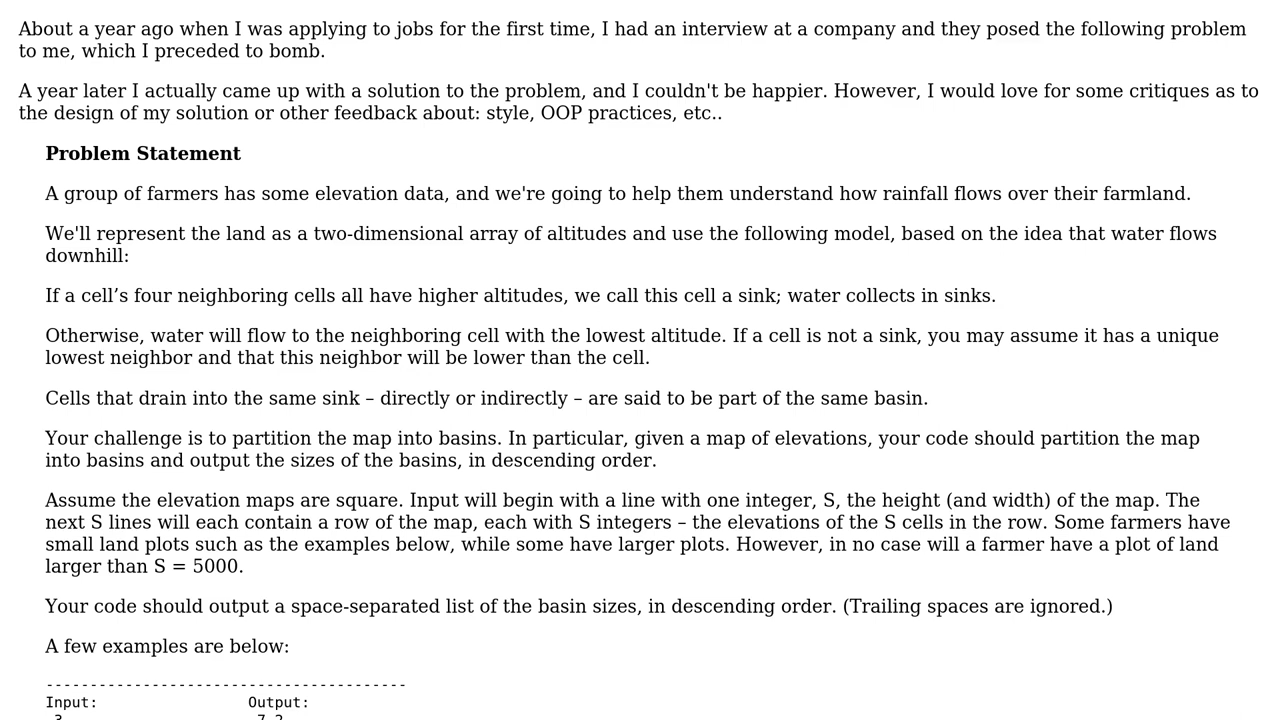 About a year ago when I was applying to jobs for the first time, I had an interview at a company and they posed the following problem
to me, which I preceded to bomb.
A year later I actually came up with a solution to the problem, and I couldn't be happier. However, I would love for some critiques as to
the design of my solution or other feedback about: style, OOP practices, etc..
Problem Statement
A group of farmers has some elevation data, and we're going to help them understand how rainfall flows over their farmland.
We'll represent the land as a two-dimensional array of altitudes and use the following model, based on the idea that water flows
downhill:
If a cell’s four neighboring cells all have higher altitudes, we call this cell a sink; water collects in sinks.
Otherwise, water will flow to the neighboring cell with the lowest altitude. If a cell is not a sink, you may assume it has a unique
lowest neighbor and that this neighbor will be lower than the cell.
Cells that drain into the same sink – directly or indirectly – are said to be part of the same basin.
Your challenge is to partition the map into basins. In particular, given a map of elevations, your code should partition the map
into basins and output the sizes of the basins, in descending order.
Assume the elevation maps are square. Input will begin with a line with one integer, S, the height (and width) of the map. The
next S lines will each contain a row of the map, each with S integers – the elevations of the S cells in the row. Some farmers have
small land plots such as the examples below, while some have larger plots. However, in no case will a farmer have a plot of land
larger than S = 5000.
Your code should output a space-separated list of the basin sizes, in descending order. (Trailing spaces are ignored.)
A few examples are below:
-----------------------------------------
Input: Output:
3 7 2